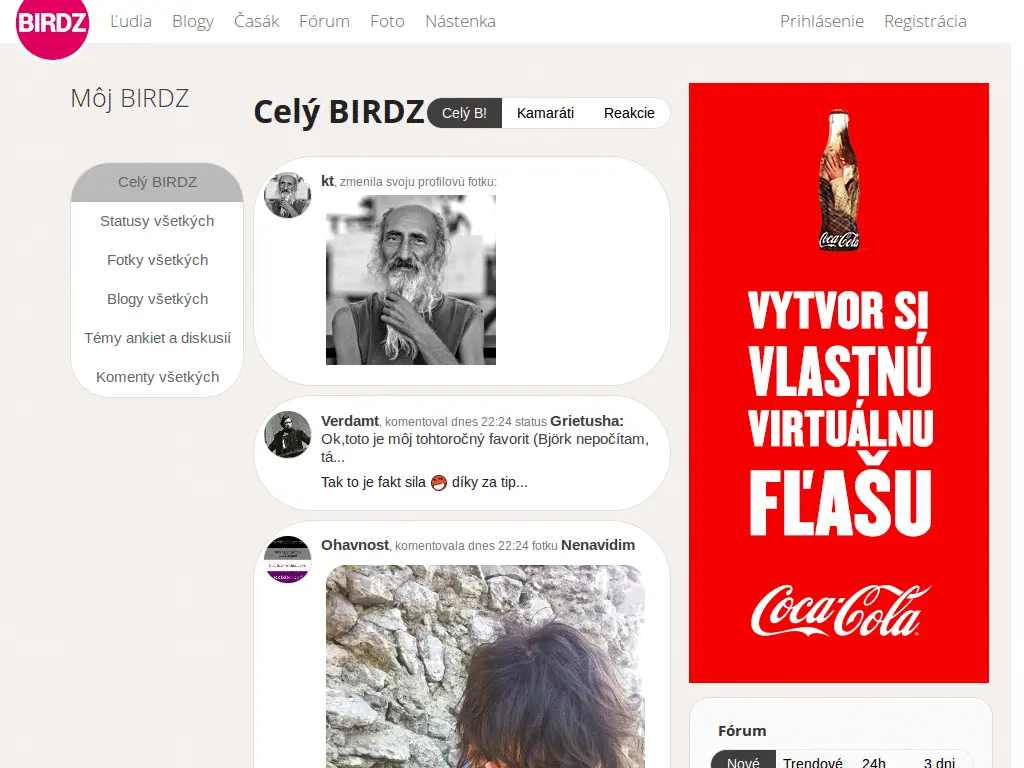 BIRDZ
Ľudia
Blogy
Časák
Fórum
Foto
Nástenka
Prihlásenie
Registrácia
Môj BIRDZ
Celý BIRDZ
Statusy všetkých
Fotky všetkých
Blogy všetkých
Témy ankiet a diskusií
Komenty všetkých
Celý BIRDZ
Celý B!
Kamaráti
Reakcie
kt, zmenila svoju profilovú fotku:
Verdamt, komentoval dnes 22:24 status Grietusha:
Ok,toto je môj tohtoročný favorit (Björk nepočítam,
tá...
Tak to je fakt sila díky za tip...
Ohavnost, komentovala dnes 22:24 fotku Nenavidim
Coca-Cola
VYTVOR SI
VLASTNÚ
VIRTUÁLNU
FĽAŠU
Coca-Cola
Fórum
Nové
Trendové
24h
3 dni